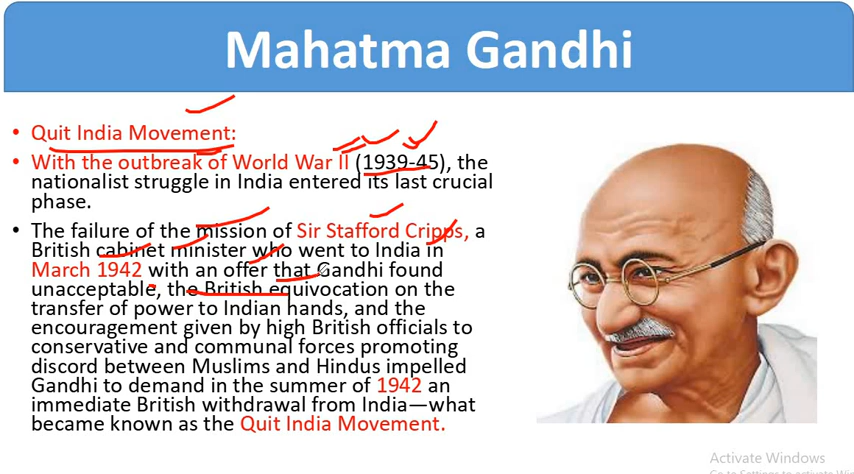 Mahatma Gandhi
• Quit India Movement:
• With the outbreak of World War II (1939-45), the
nationalist struggle in India entered its last crucial
phase.
• The failure of the mission of Sir Stafford Cripps, a
British cabinet minister who went to India in
March 1942 with an offer that Gandhi found
unacceptable, the British equivocation on the
transfer of power to Indian hands, and the
encouragement given by high British officials to
conservative and communal forces promoting
discord between Muslims and Hindus impelled
Gandhi to demand in the summer of 1942 an
immediate British withdrawal from India—what
became known as the Quit India Movement.
Activate Windows